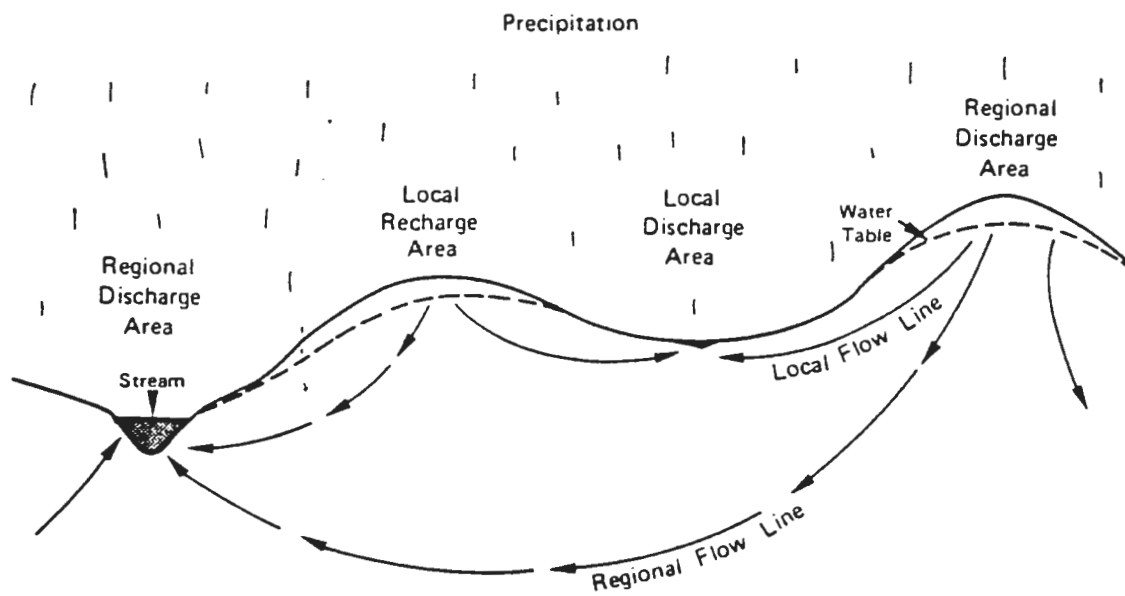 Precipitation
Regional
Discharge
Area
Local
Recharge
Area
Local
Discharge
Area
Water
Table
Regional
Discharge
Area
Stream
Local Flow Line
Regional Flow Line